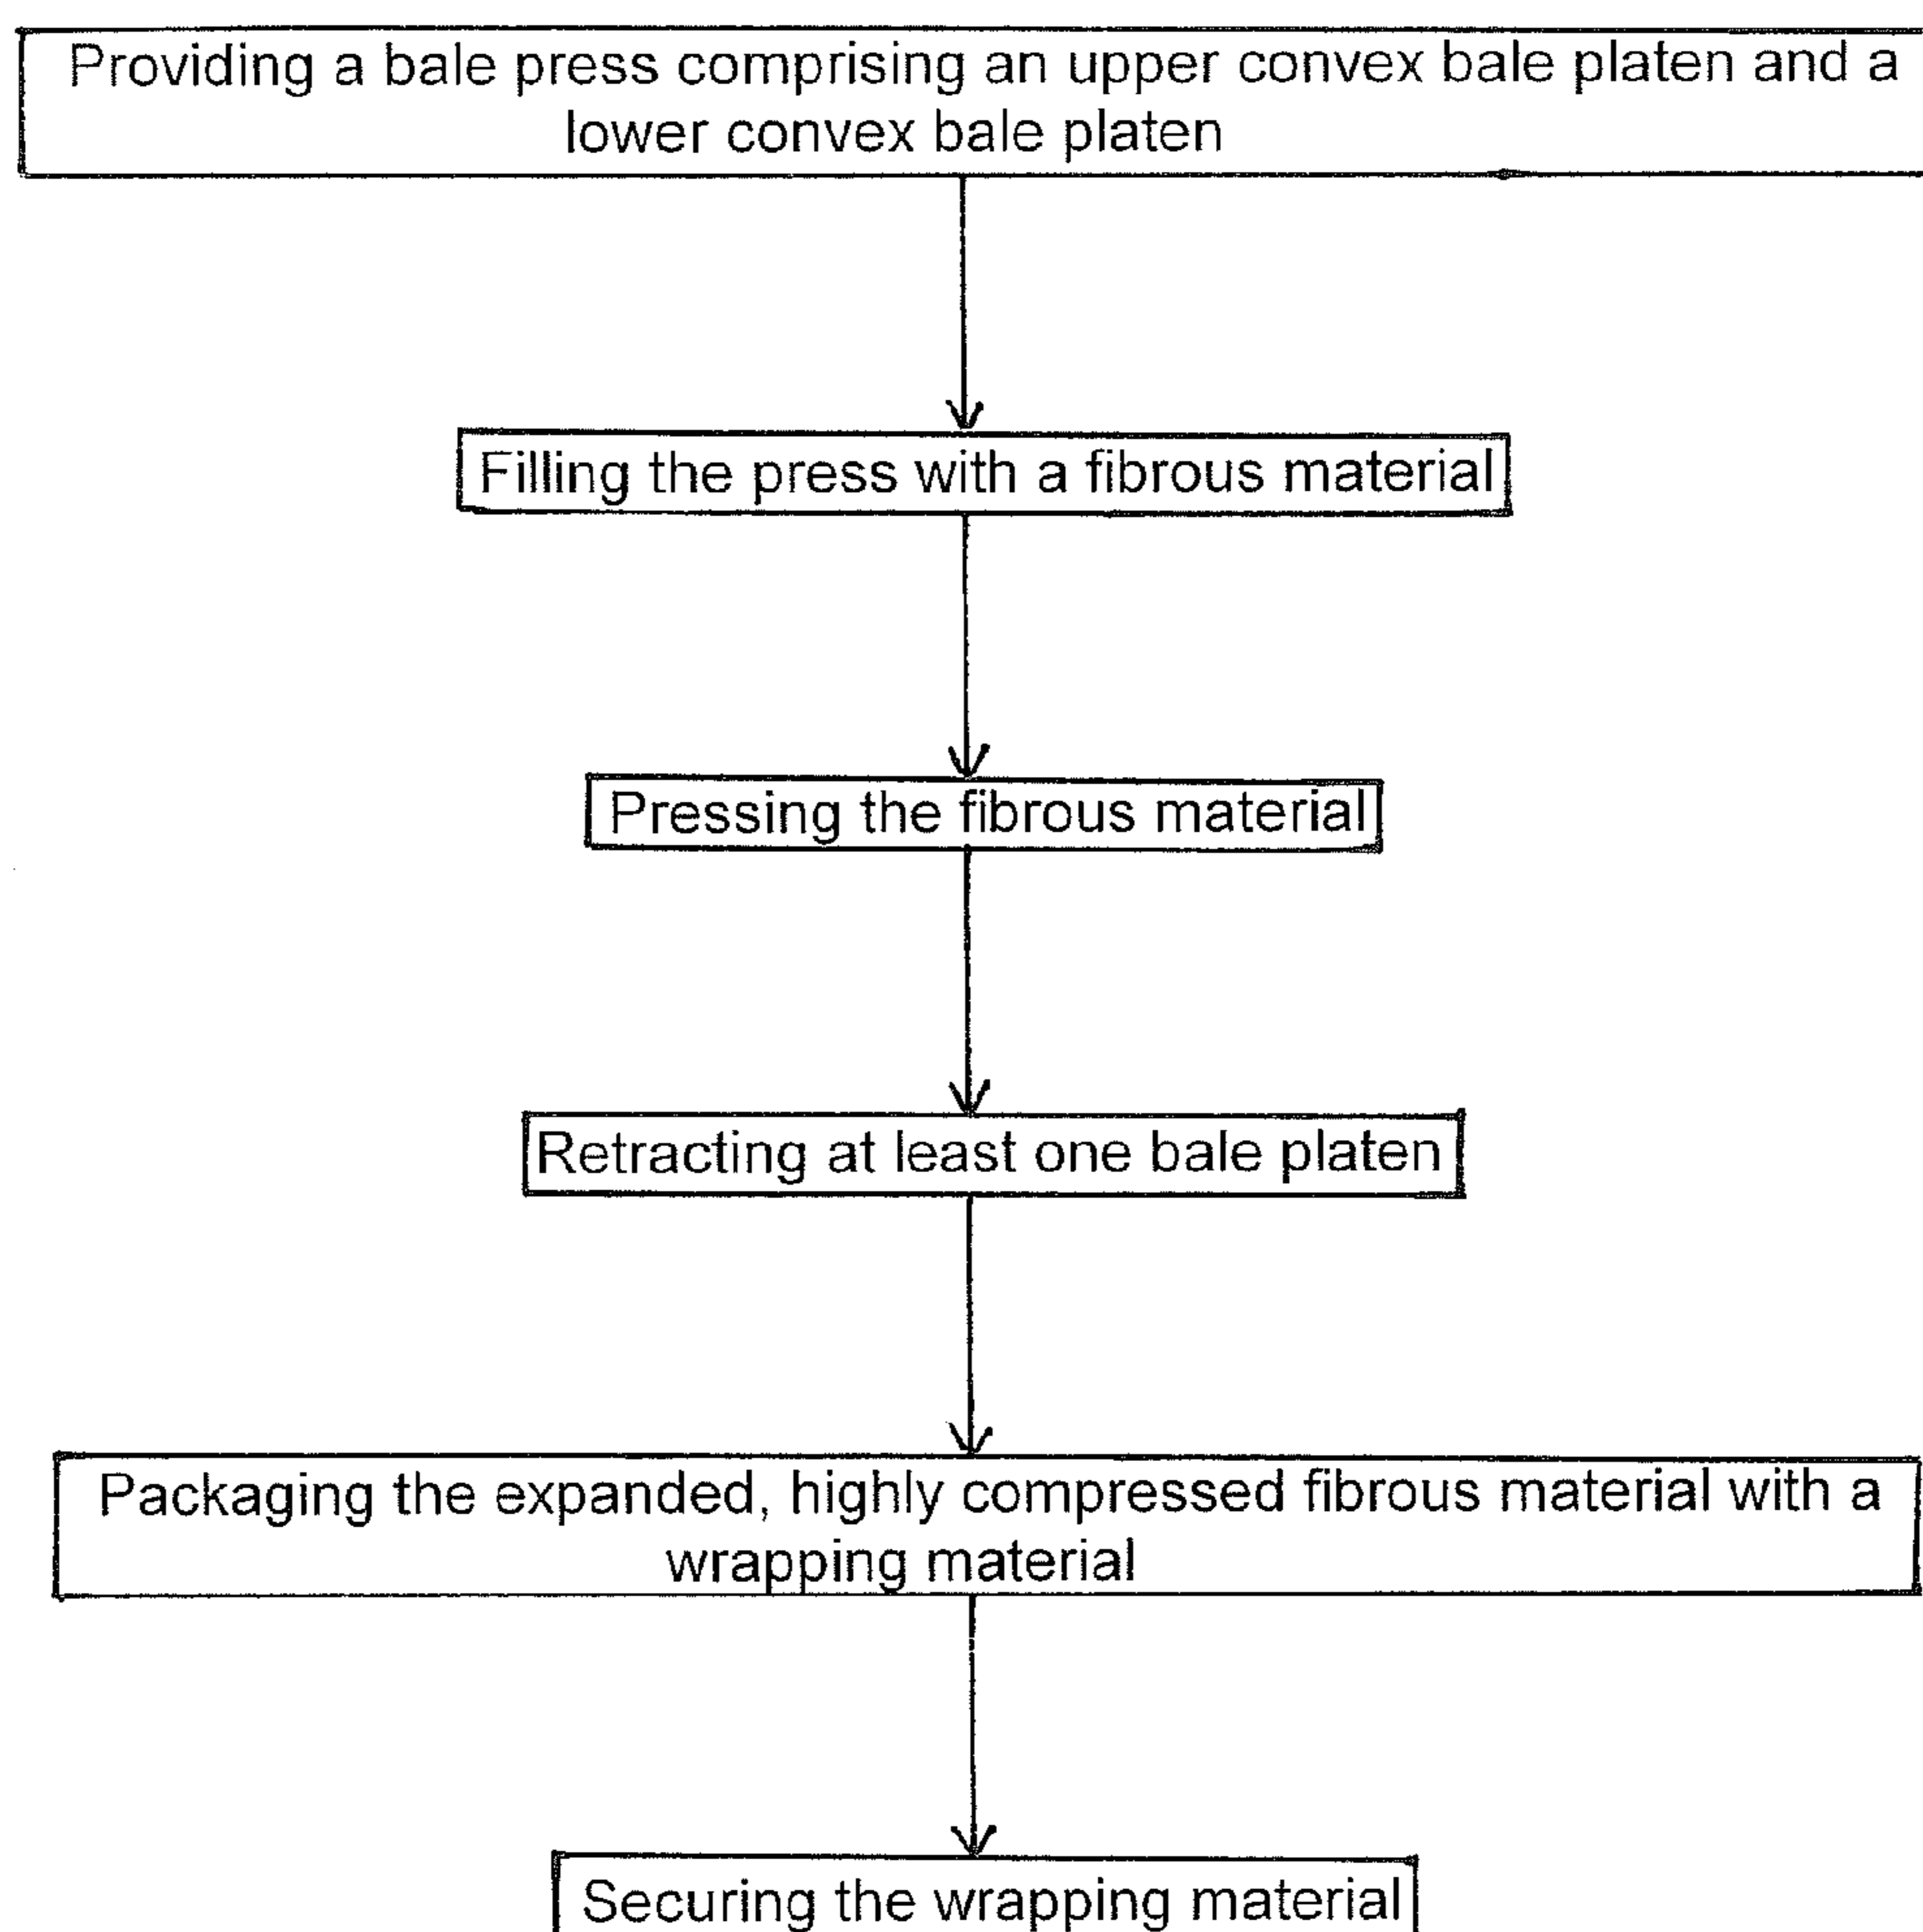 Providing a bale press comprising an upper convex bale platen and a
lower convex bale platen
Filling the press with a fibrous material
Pressing the fibrous material
Retracting at least one bale platen
Packaging the expanded, highly compressed fibrous material with a
wrapping material
Securing the wrapping material